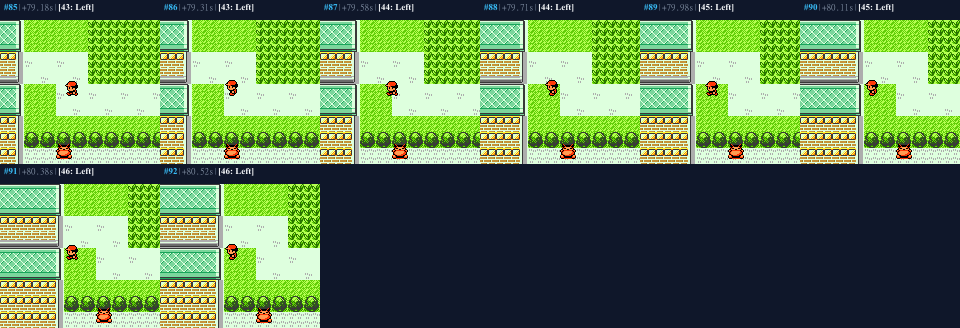 #85|+79.18s|[43: Left]
#86|+79.31s|[43: Left]
#87|+79.58s|[44: Left]
#88|+79.71s|[44: Left]
#89|+79.98s|[45: Left]
#90|+80.11s|[45: Left]
#91|+80.38s|[46: Left]
#92|+80.52s|[46: Left]